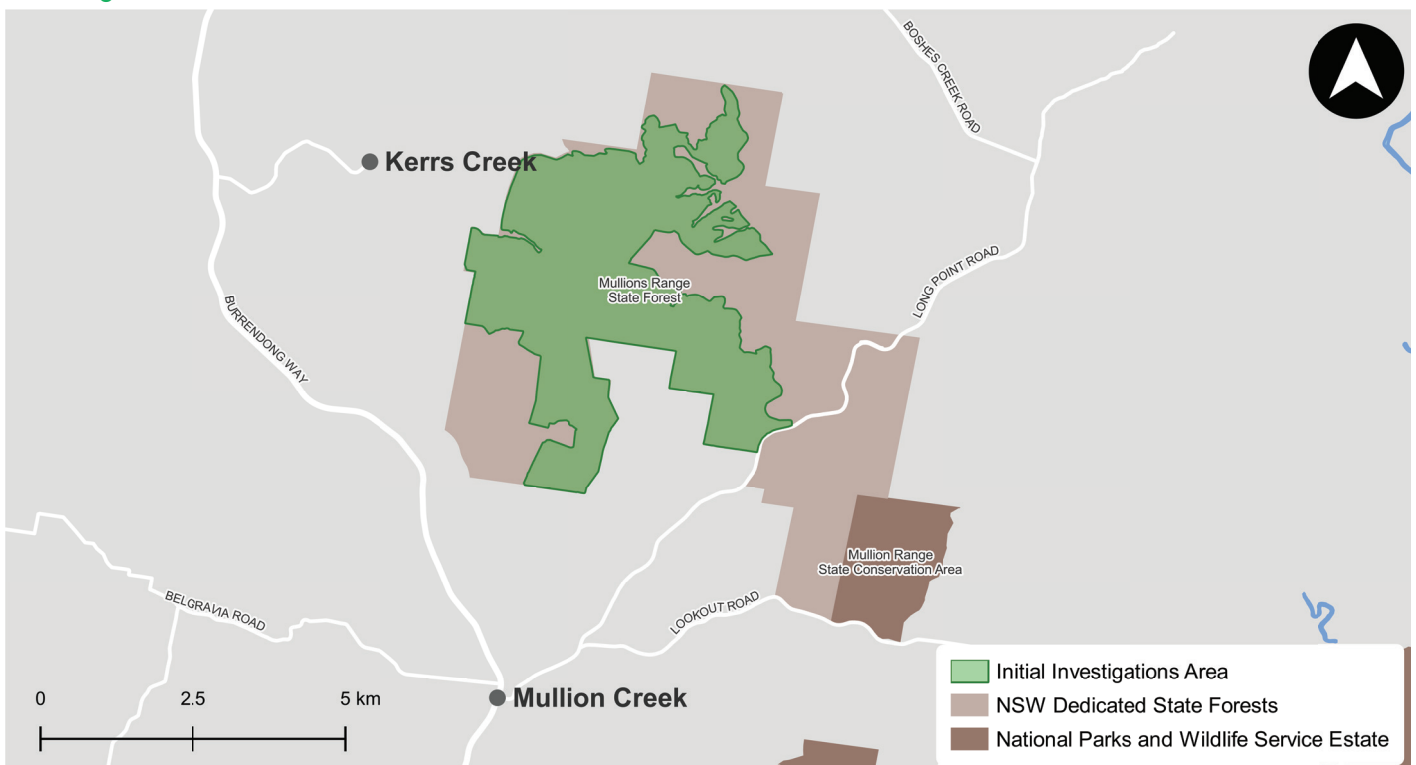 BOSHES CREEK ROAD
Kerrs Creek
LONG POINT ROAD
Mullions Range
State Forest
BURRENDONG WAY
Mullion Range
State Conservation Area
BELGRAVIA ROAD
LOOKOUT ROAD
Mullion Creek
0 2.5 5 km
Initial Investigations Area
NSW Dedicated State Forests
National Parks and Wildlife Service Estate